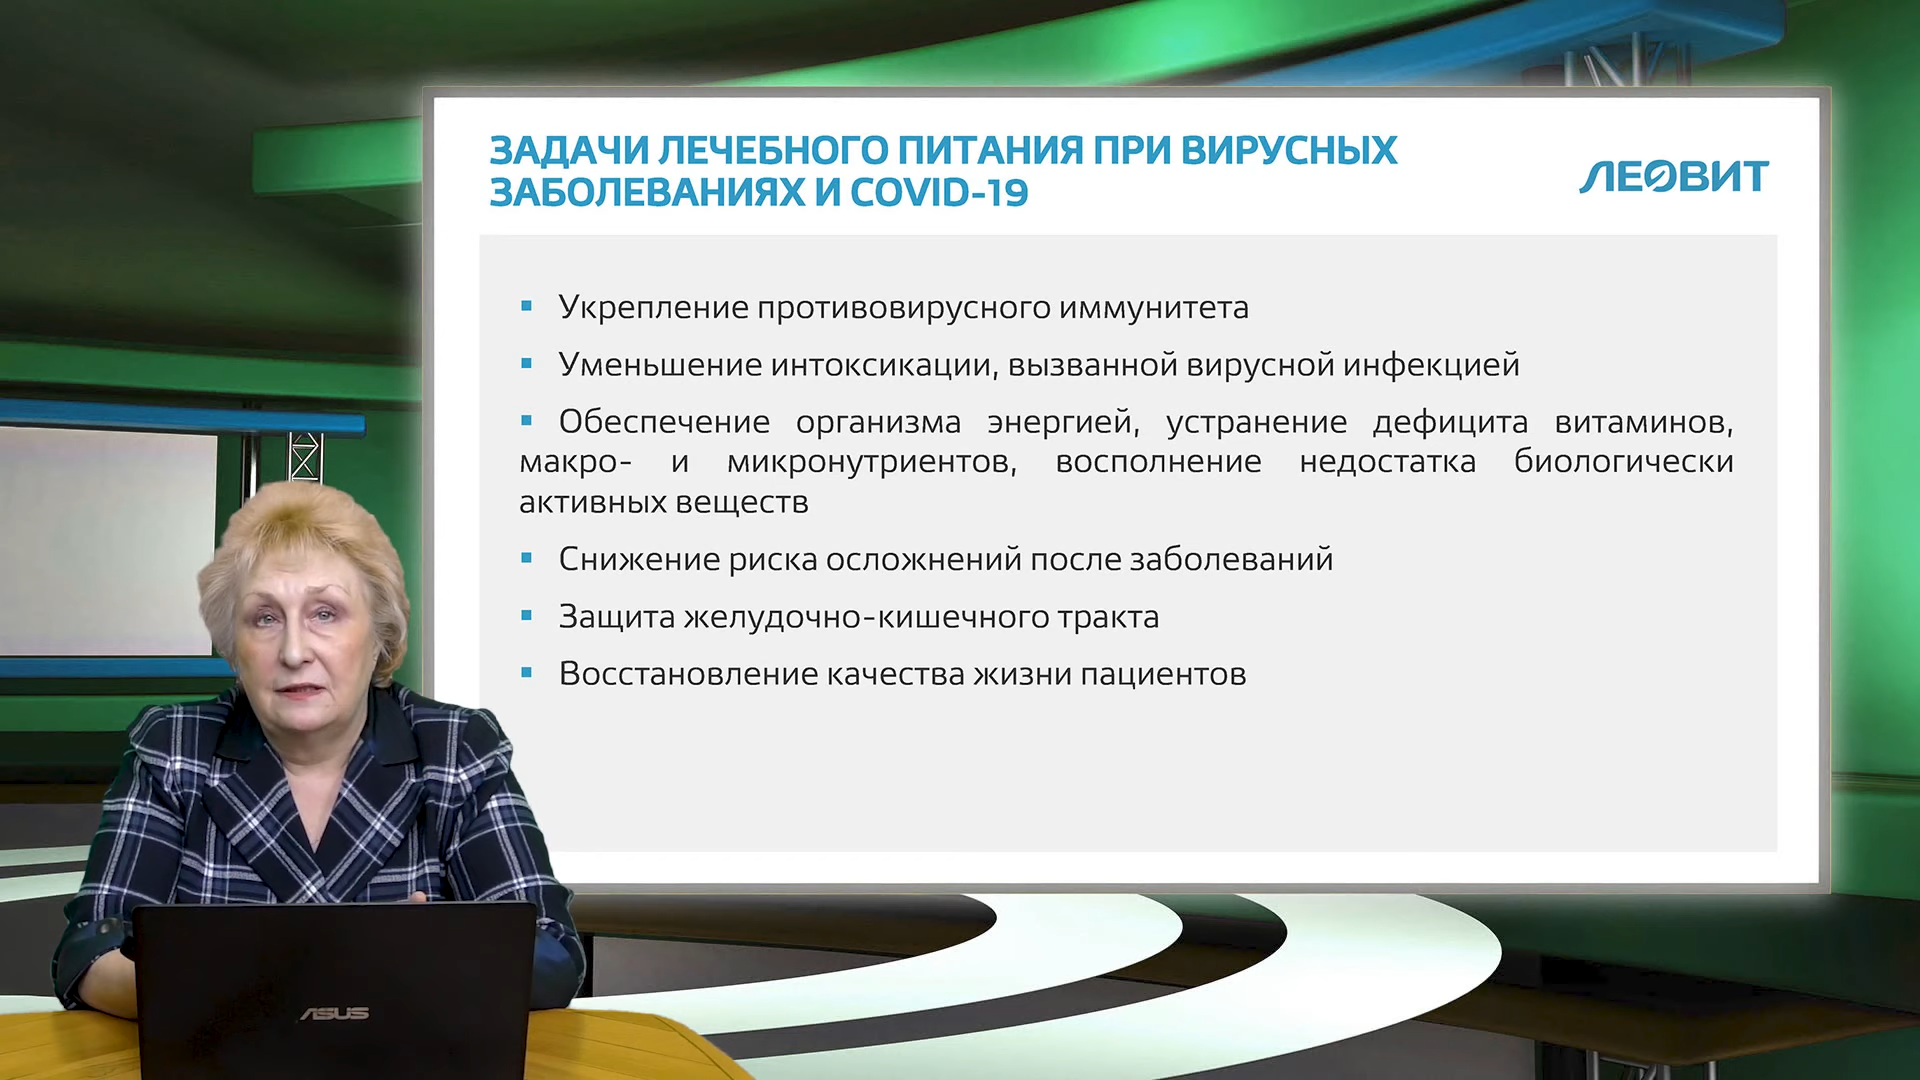 ЗАДАЧИ ЛЕЧЕБНОГО ПИТАНИЯ ПРИ ВИРУСНЫХ
ЗАБОЛЕВАНИЯХ И COVID-19
ЛЕОВИТ
▪ Укрепление противовирусного иммунитета
▪ Уменьшение интоксикации, вызванной вирусной инфекцией
▪ Обеспечение организма энергией, устранение дефицита витаминов,
макро- и микронутриентов, восполнение недостатка биологически
активных веществ
▪ Снижение риска осложнений после заболеваний
▪ Защита желудочно-кишечного тракта
▪ Восстановление качества жизни пациентов
ASUS